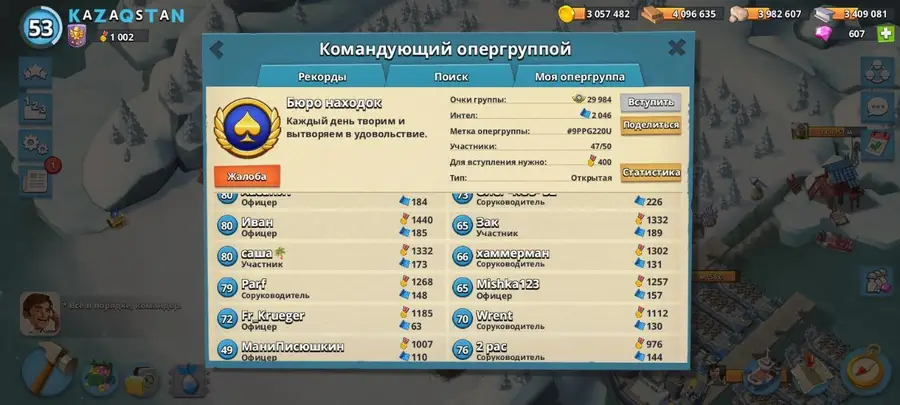 53
KAZAQSTAN
1 002
3 057 482
4 096 635
3 982 607
3 409 081
607
Командующий опергруппой
Рекорды
Поиск
Моя опергруппа
Бюро находок
Каждый день творим и
вытворяем в удовольствие.
Жалоба
Очки группы: 29 984
Интел: 2 046
Метка опергруппы: #9PPG220U
Участники: 47/50
Для вступления нужно: 400
Тип: Открытая
Вступить
Поделиться
Статистика
80
Офицер 184
73
Соруководитель 226
80 Иван 1440
Офицер 185
65 Зак 1332
Участник 189
80 саша 1332
Участник 173
66 хаммерман 1302
Соруководитель 131
79 Parf 1268
Соруководитель 148
65 Mishka123 1257
Офицер 157
72 Fr_Krueger 1185
Офицер 63
70 Wrent 1112
Соруководитель 130
49 МаниПисюшкин 1007
Офицер 110
76 2 рас 976
Соруководитель 144
1
Всё в порядке, командор.